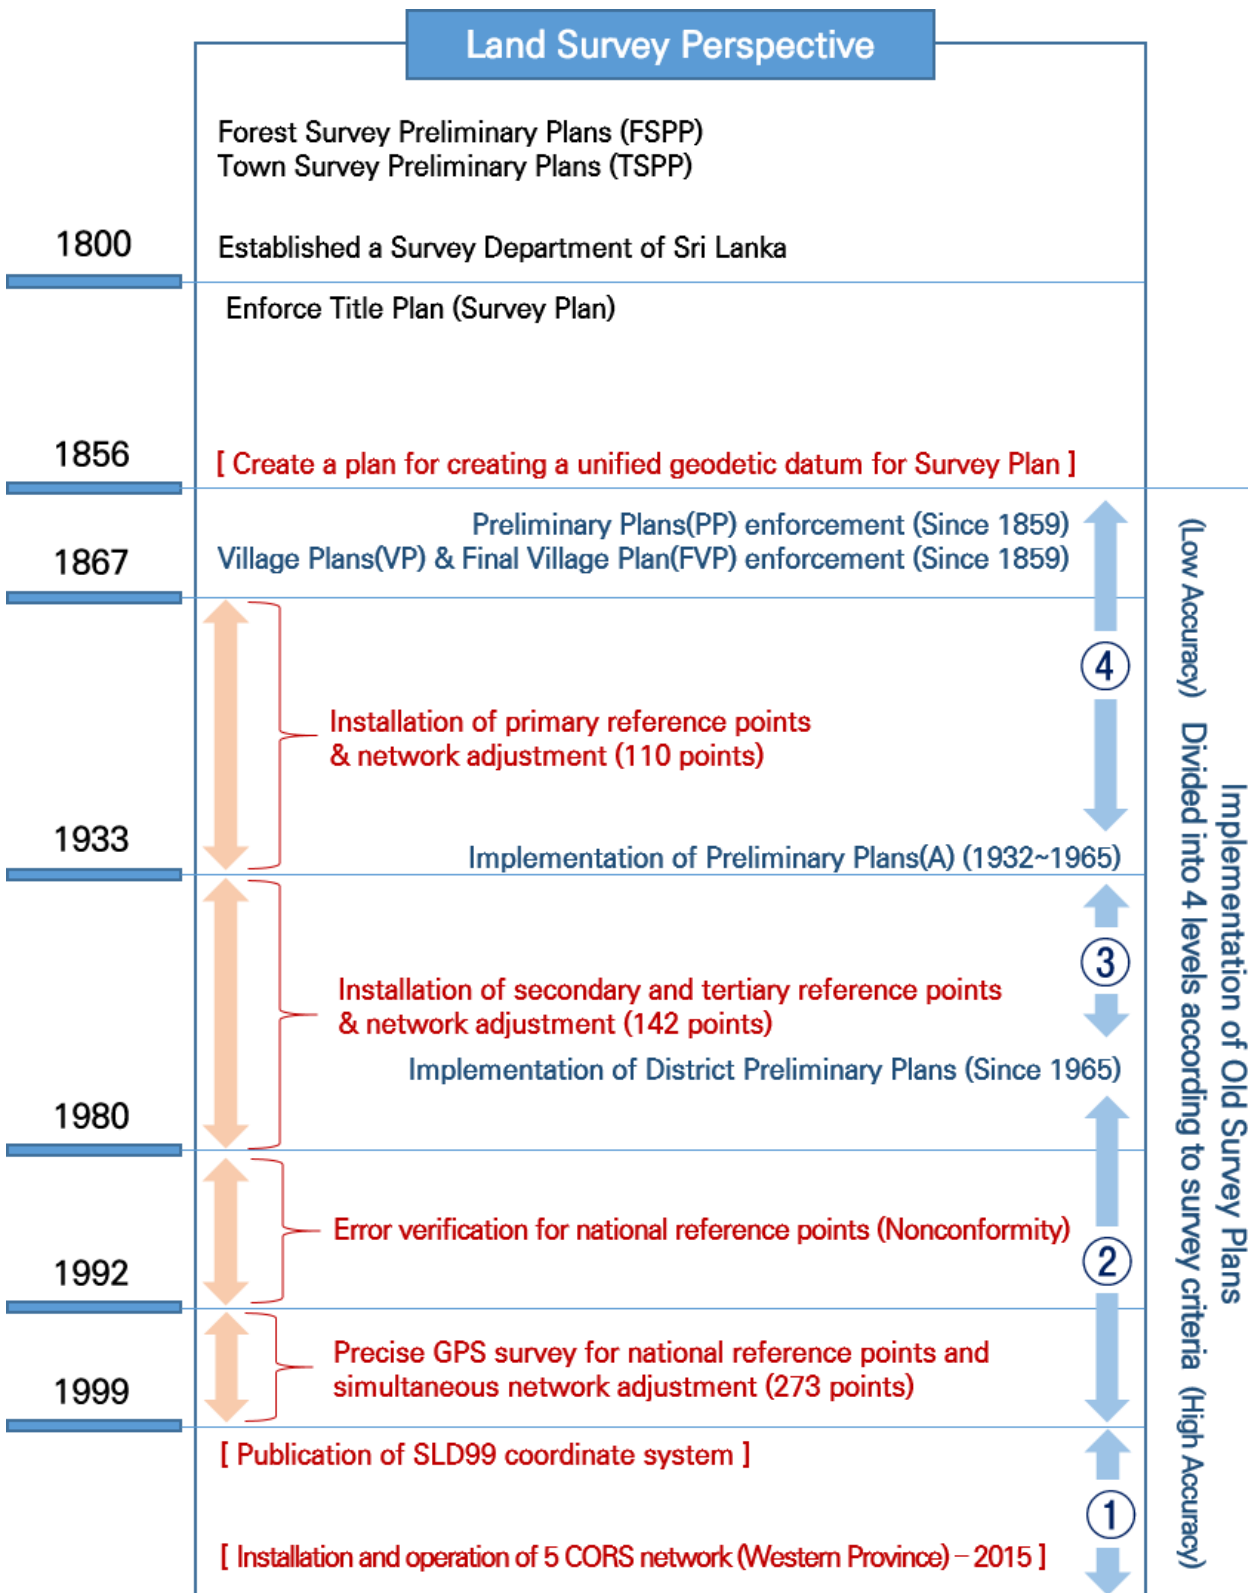 Land Survey Perspective
Forest Survey Preliminary Plans (FSPP)
Town Survey Preliminary Plans (TSPP)
1800
Established a Survey Department of Sri Lanka
Enforce Title Plan (Survey Plan)
1856
[ Create a plan for creating a unified geodetic datum for Survey Plan ]
Preliminary Plans(PP) enforcement (Since 1859)
1867
Village Plans(VP) & Final Village Plan(FVP) enforcement (Since 1859)
④
Installation of primary reference points
& network adjustment (110 points)
1933
Implementation of Preliminary Plans(A) (1932~1965)
③
Installation of secondary and tertiary reference points
& network adjustment (142 points)
Implementation of District Preliminary Plans (Since 1965)
1980
Error verification for national reference points (Nonconformity)
②
1992
Precise GPS survey for national reference points and
simultaneous network adjustment (273 points)
1999
[ Publication of SLD99 coordinate system ]
①
[ Installation and operation of 5 CORS network (Western Province) – 2015 ]
Implementation of Old Survey Plans
(Low Accuracy) Divided into 4 levels according to survey criteria (High Accuracy)